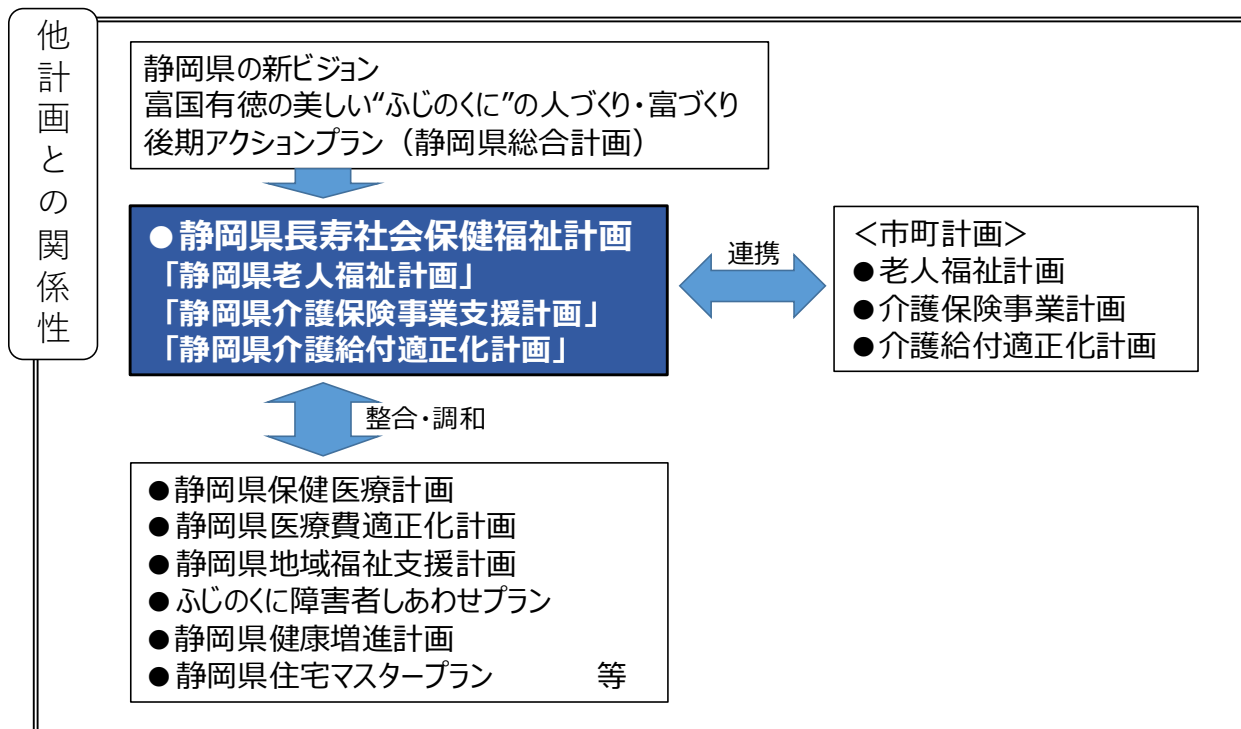 他計画との関係性
静岡県の新ビジョン
富国有徳の美しい“ふじのくに”の人づくり・富づくり
後期アクションプラン（静岡県総合計画）
●静岡県長寿社会保健福祉計画
「静岡県老人福祉計画」
「静岡県介護保険事業支援計画」
「静岡県介護給付適正化計画」
連携
＜市町計画＞
●老人福祉計画
●介護保険事業計画
●介護給付適正化計画
整合・調和
●静岡県保健医療計画
●静岡県医療費適正化計画
●静岡県地域福祉支援計画
●ふじのくに障害者しあわせプラン
●静岡県健康増進計画
●静岡県住宅マスタープラン　　　等